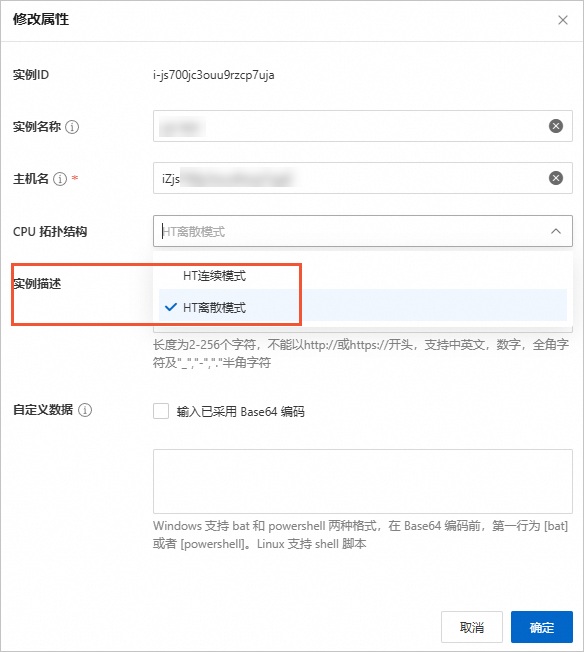 修改属性
实例ID
i-js700jc3ouu9rzcp7uja
实例名称
主机名 *
iZjs
CPU 拓扑结构
HT离散模式
实例描述
HT连续模式
HT离散模式
长度为2-256个字符，不能以http://或https://开头，支持中英文，数字，全角字
符及"_","-","."半角字符
自定义数据
输入已采用 Base64 编码
Windows 支持 bat 和 powershell 两种格式，在 Base64 编码前，第一行为 [bat]
或者 [powershell]。Linux 支持 shell 脚本
取消
确定